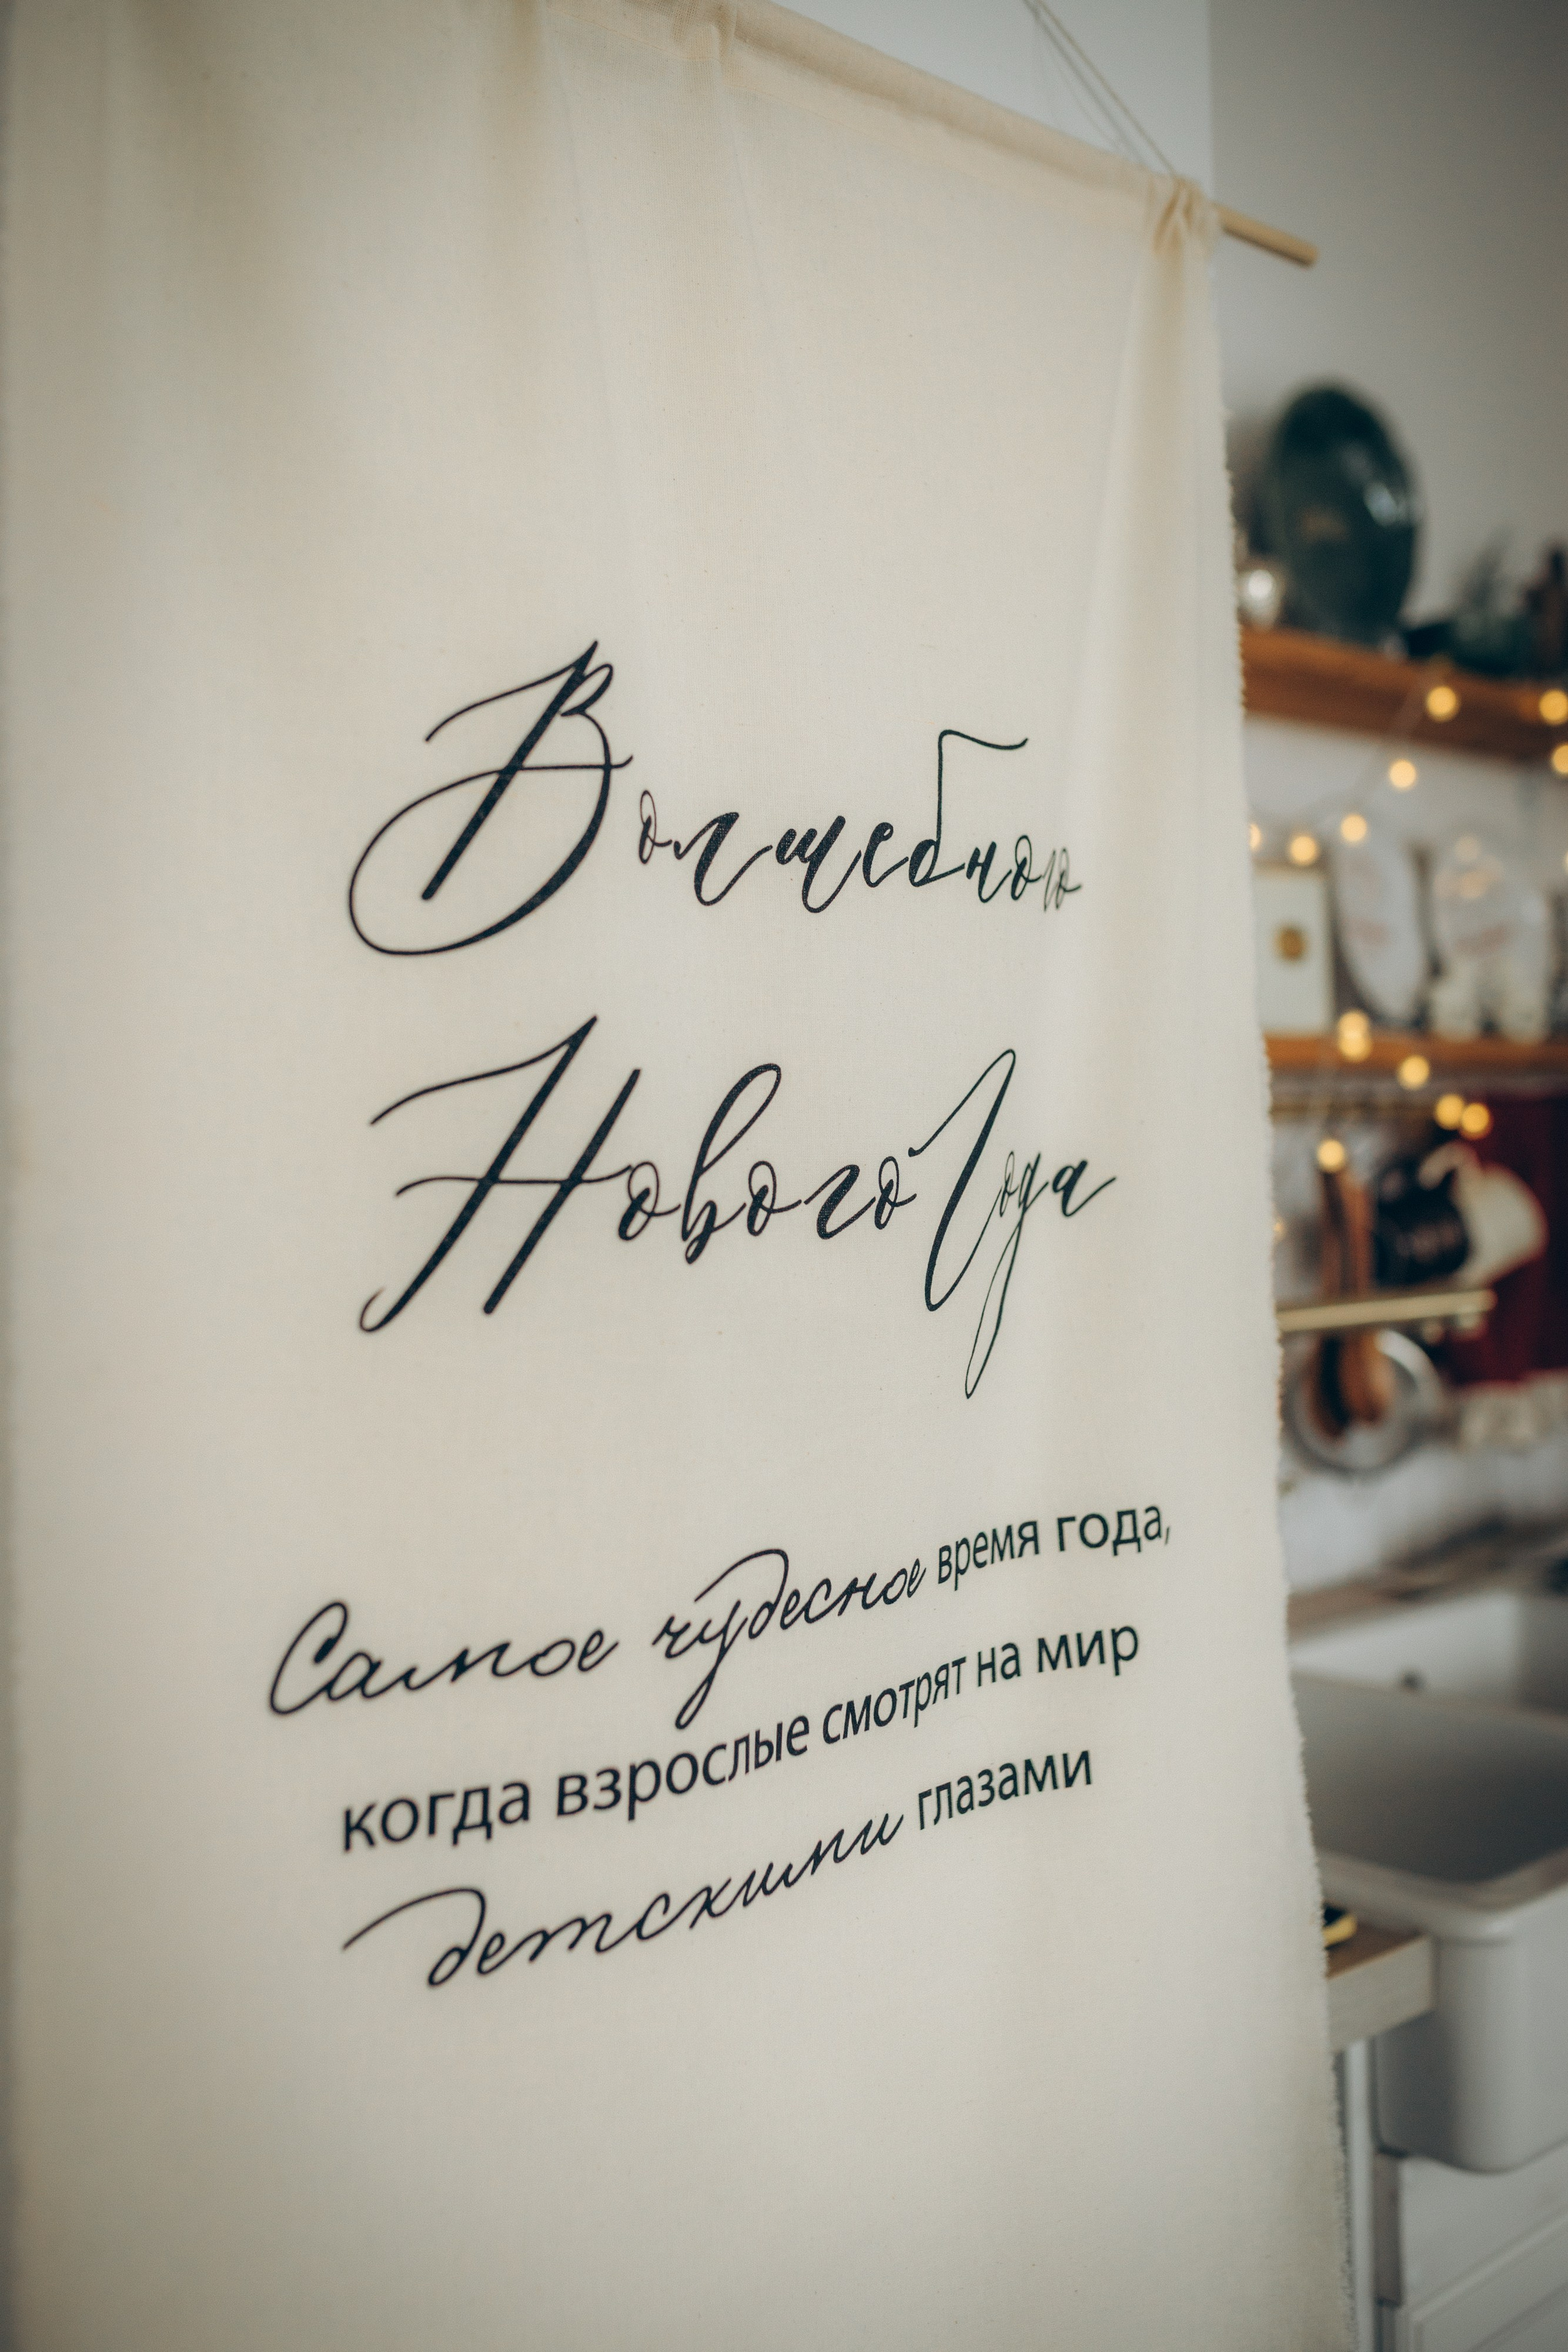 Волшебного
Нового Года
Самое чудесное время года,
когда взрослые смотрят на мир
детскими глазами